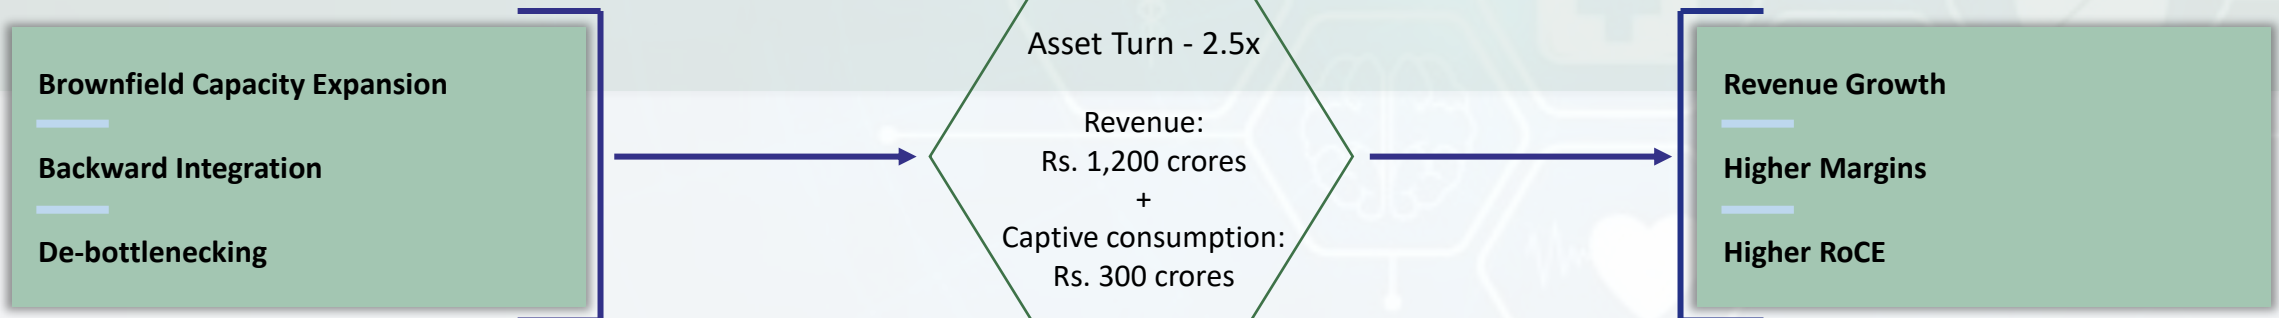 Brownfield Capacity Expansion
Backward Integration
De-bottlenecking
Asset Turn - 2.5x
Revenue:
Rs. 1,200 crores
+
Captive consumption:
Rs. 300 crores
Revenue Growth
Higher Margins
Higher RoCE